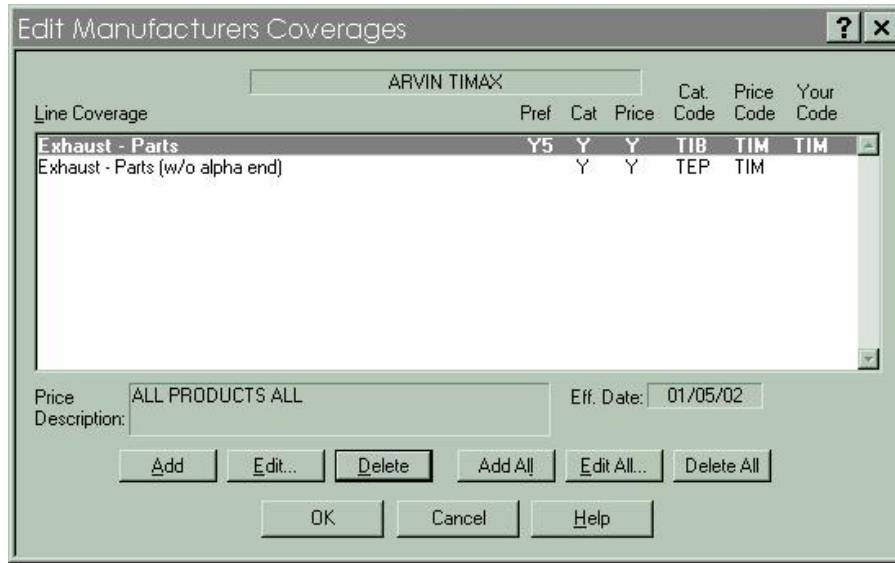 Edit Manufacturers Coverages
? ×
ARVIN TIMAX
Line Coverage Pref Cat Price Cat. Code Price Code Your Code
Exhaust - Parts Y5 Y Y TIB TIM TIM
Exhaust - Parts (w/o alpha end) Y Y TEP TIM
Price Description: ALL PRODUCTS ALL Eff. Date: 01/05/02
Add Edit... Delete Add All Edit All... Delete All
OK Cancel Help